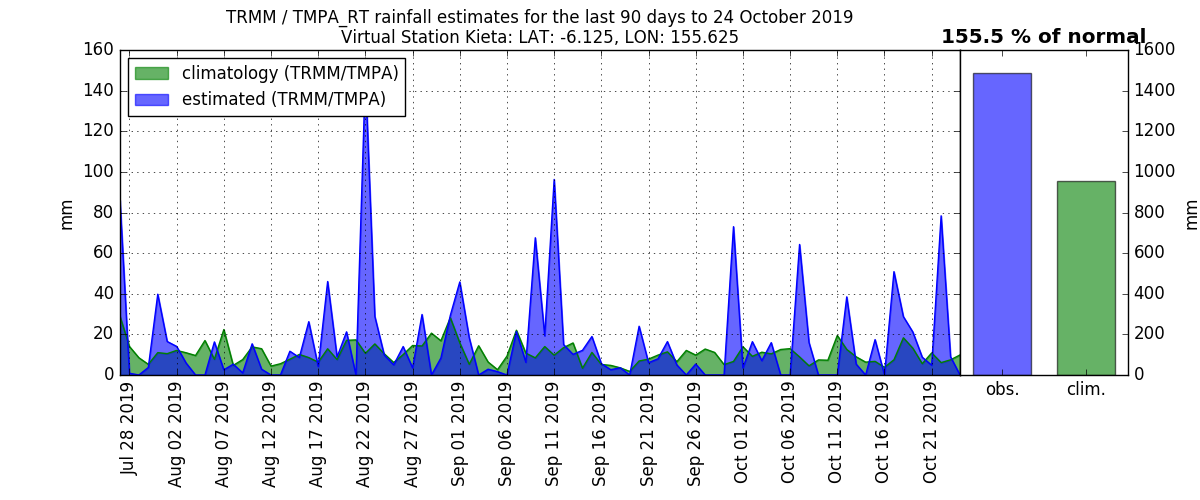 TRMM / TMPA_RT rainfall estimates for the last 90 days to 24 October 2019
Virtual Station Kieta: LAT: -6.125, LON: 155.625
155.5 % of normal
climatology (TRMM/TMPA)
estimated (TRMM/TMPA)
mm
160
140
120
100
80
60
40
20
0
Jul 28 2019
Aug 02 2019
Aug 07 2019
Aug 12 2019
Aug 17 2019
Aug 22 2019
Aug 27 2019
Sep 01 2019
Sep 06 2019
Sep 11 2019
Sep 16 2019
Sep 21 2019
Sep 26 2019
Oct 01 2019
Oct 06 2019
Oct 11 2019
Oct 16 2019
Oct 21 2019
1600
1400
1200
1000
800
600
400
200
0
mm
obs.
clim.